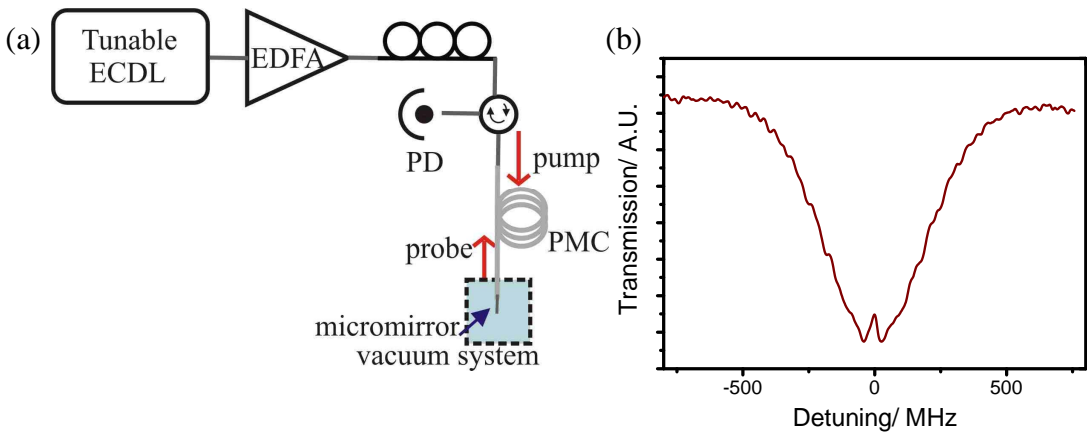 (a)
Tunable
ECDL
EDFA
PD
pump
probe
PMC
micromirror
vacuum system
(b)
Transmission/ A.U.
-500
0
500
Detuning/ MHz